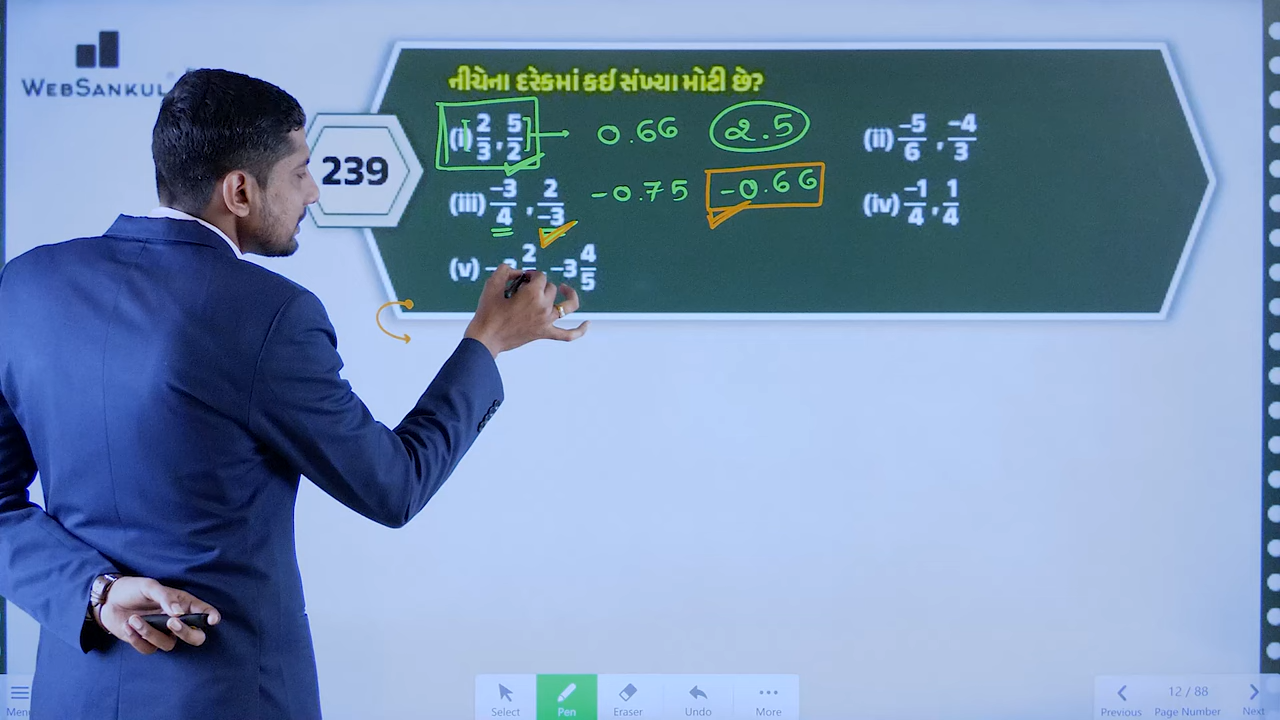 WEBSANKUL
239
નીચેના દરેકમાં કઈ સંખ્યા મોટી છે?
(i) 2/3 , 5/2 → 0.66 2.5
(ii) -5/6 , -4/3
(iii) -3/4 , 2/-3 -0.75 -0.66
(iv) -1/4 , 1/4
(v) -3 4/5
Menu
Select
Pen
Eraser
Undo
More
Previous
12 / 88
Page Number
Next